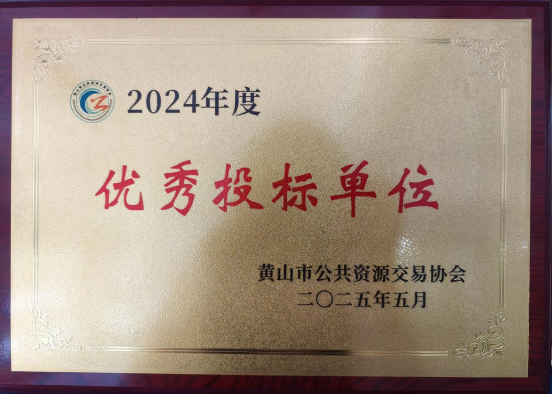 2024年度
优秀投标单位
黄山市公共资源交易协会
二〇二五年五月